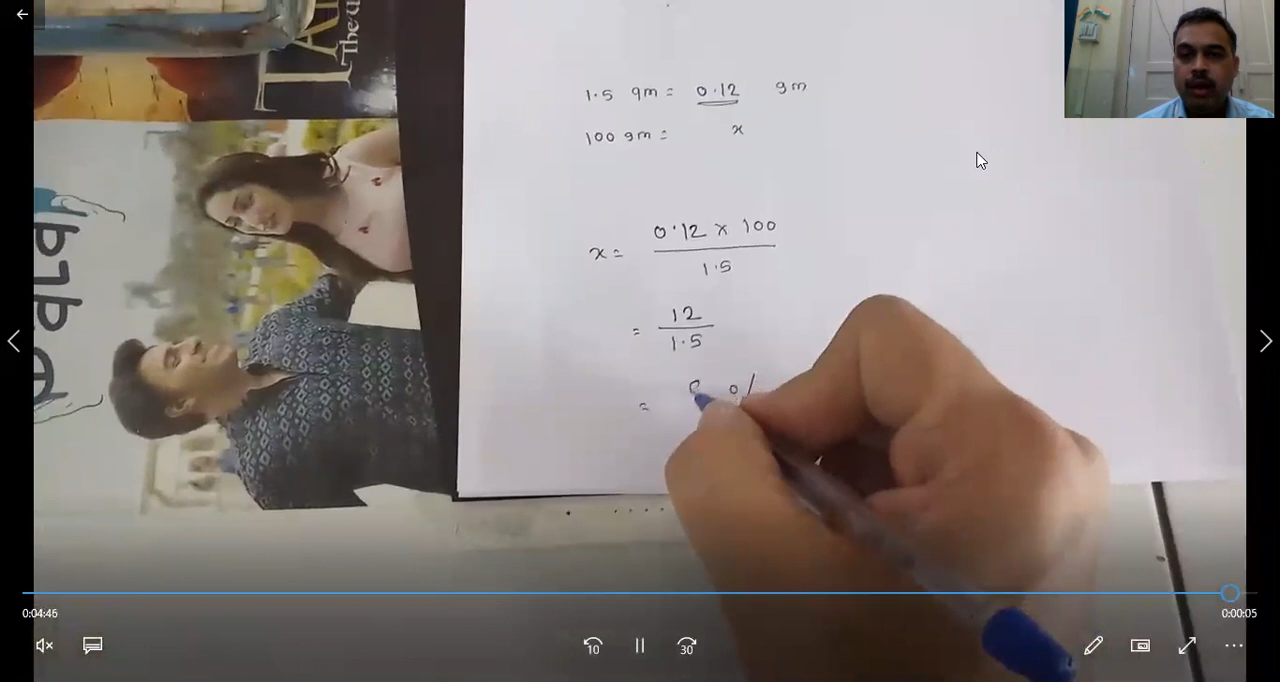 1.5 gm = 0.12 gm
100 gm = x
x = 0.12 x 100
1.5
= 12
1.5
= %
The
0:04:46
0:00:05
10
30